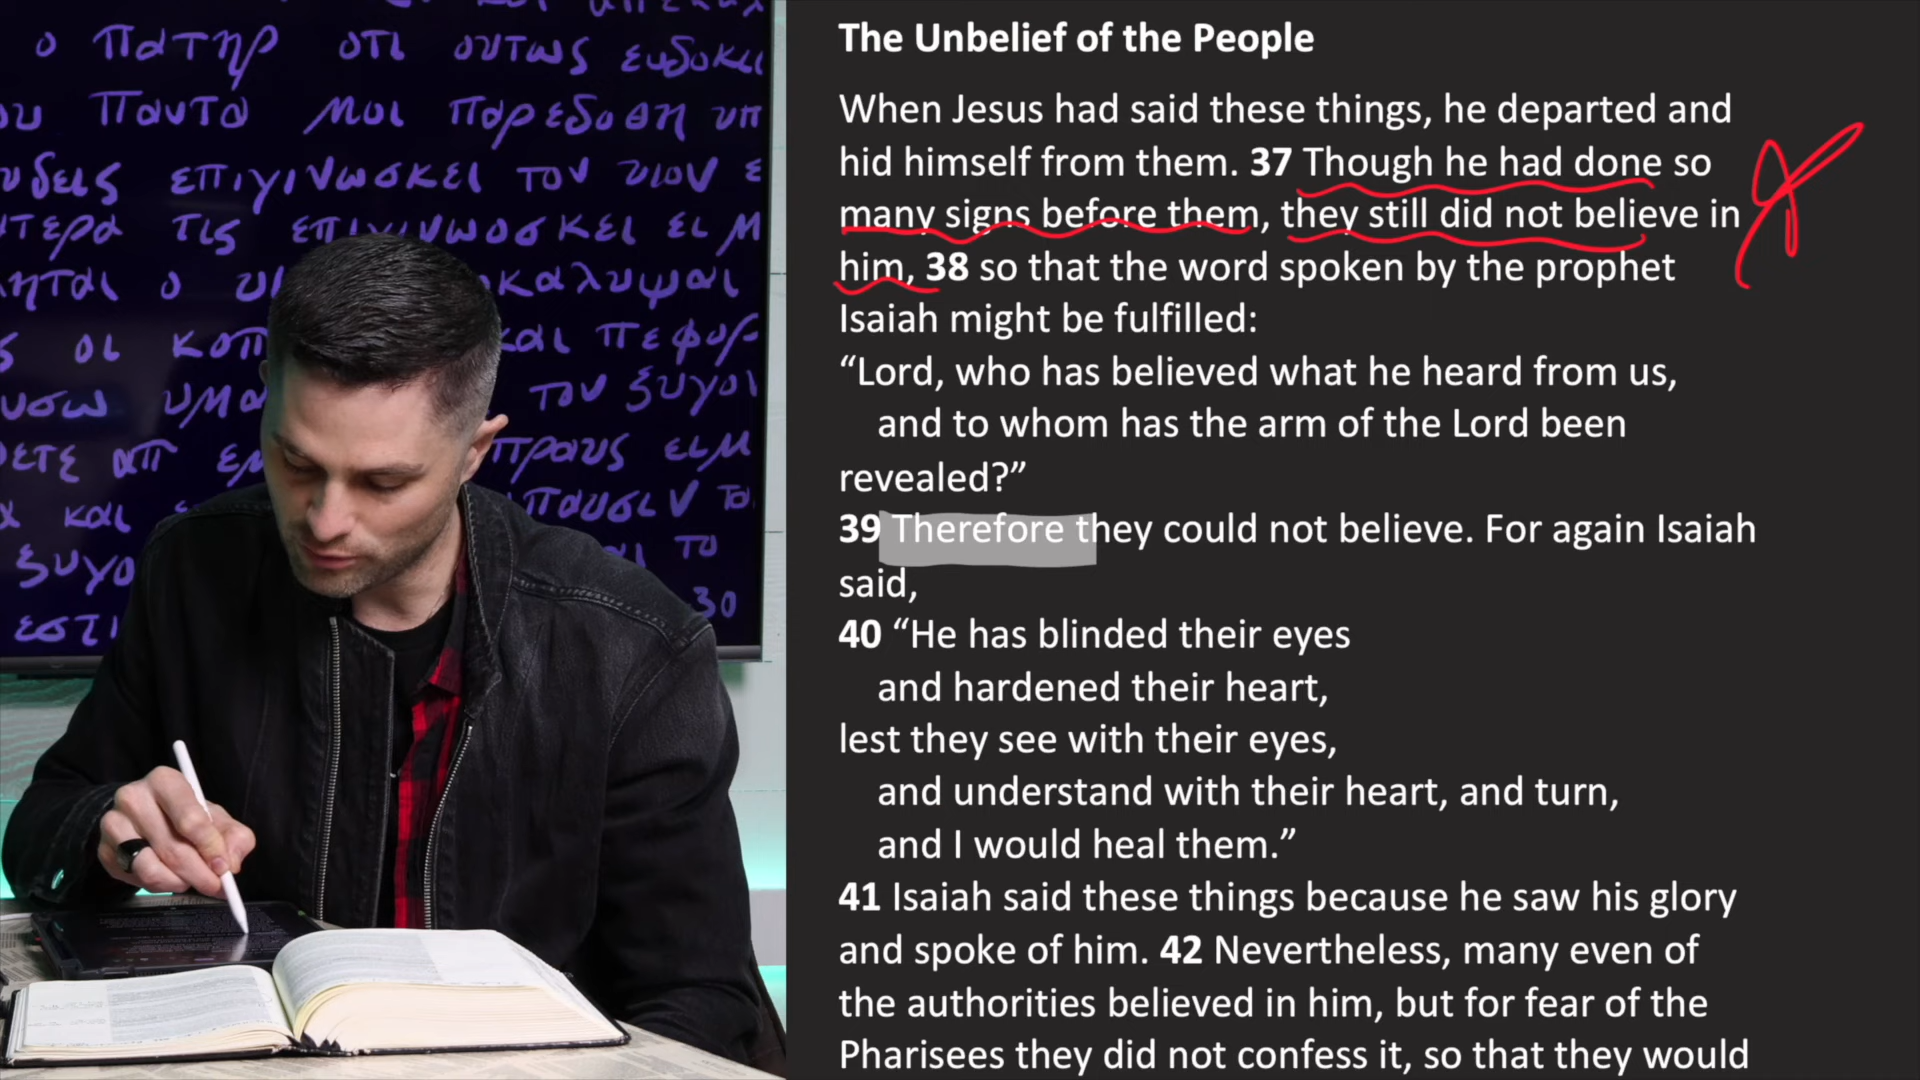 ο πατηρ οτι ουτως ευδοκι
ου Παντα μοι παρεδοθη υπ
υδεις επιγινωσκει τον υιον ε
τερα τις επιγινωσκει ει μ
ηται ο υι καλυψαι
ς οι κοπ και πεφορ
υσω υμα τον ζυγον
ετε απ εμ πραυς ειμ
και παυσιν το
ζυγο το
εστι 30
The Unbelief of the People
When Jesus had said these things, he departed and
hid himself from them. 37 Though he had done so
many signs before them, they still did not believe in
him, 38 so that the word spoken by the prophet
Isaiah might be fulfilled:
“Lord, who has believed what he heard from us,
and to whom has the arm of the Lord been
revealed?”
39 Therefore they could not believe. For again Isaiah
said,
40 “He has blinded their eyes
and hardened their heart,
lest they see with their eyes,
and understand with their heart, and turn,
and I would heal them.”
41 Isaiah said these things because he saw his glory
and spoke of him. 42 Nevertheless, many even of
the authorities believed in him, but for fear of the
Pharisees they did not confess it, so that they would